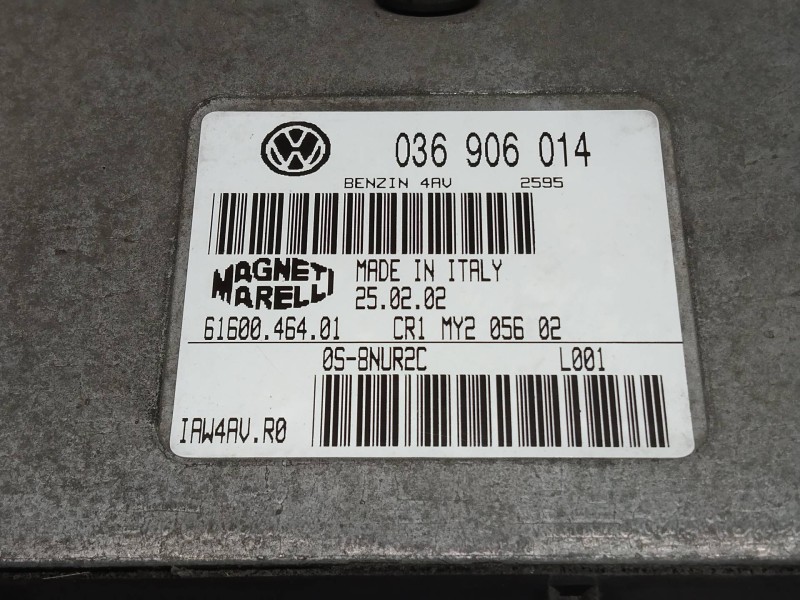 036 906 014
BENZIN 4AV 2595
MAGNETI MARELLI
MADE IN ITALY
25.02.02
61600.464.01 CR1 MY2 056 02
0S-8NUR2C L001
IAW4AV.R0